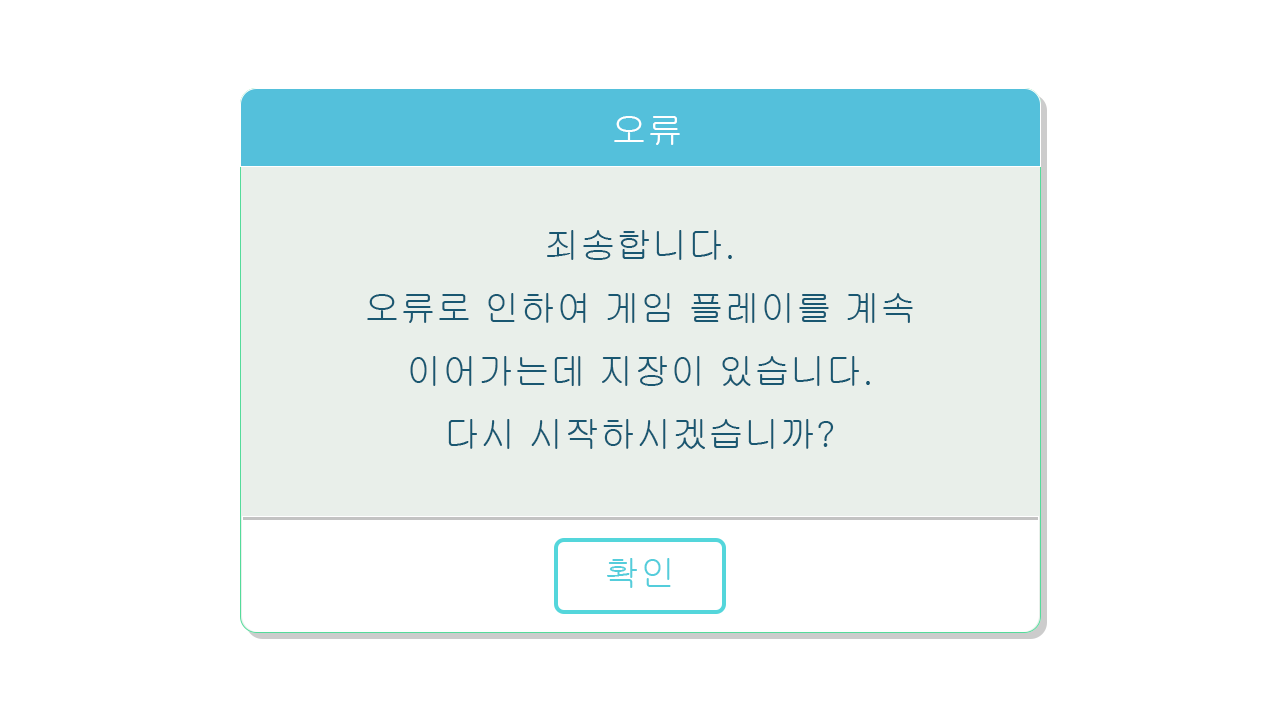 오류
죄송합니다.
오류로 인하여 게임 플레이를 계속
이어가는데 지장이 있습니다.
다시 시작하시겠습니까?
확인